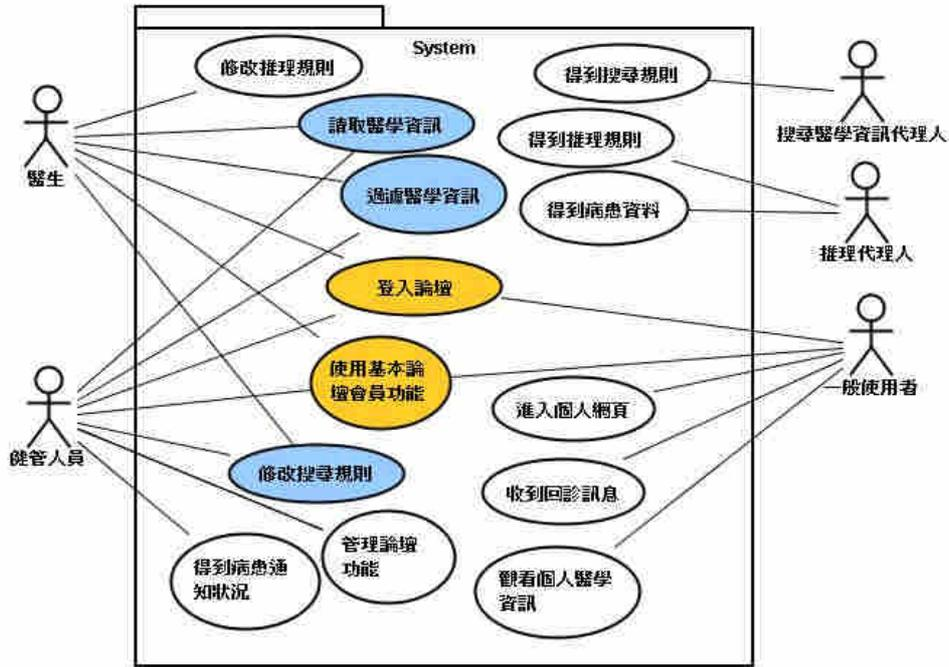 System
修改推理規則
得到搜尋規則
讀取醫學資訊
得到推理規則
搜尋醫學資訊代理人
醫生
過濾醫學資訊
得到病患資料
推理代理人
登入論壇
使用基本論
壇會員功能
進入個人網頁
一般使用者
健管人員
修改搜尋規則
收到回診訊息
管理論壇
功能
得到病患通
知狀況
觀看個人醫學
資訊